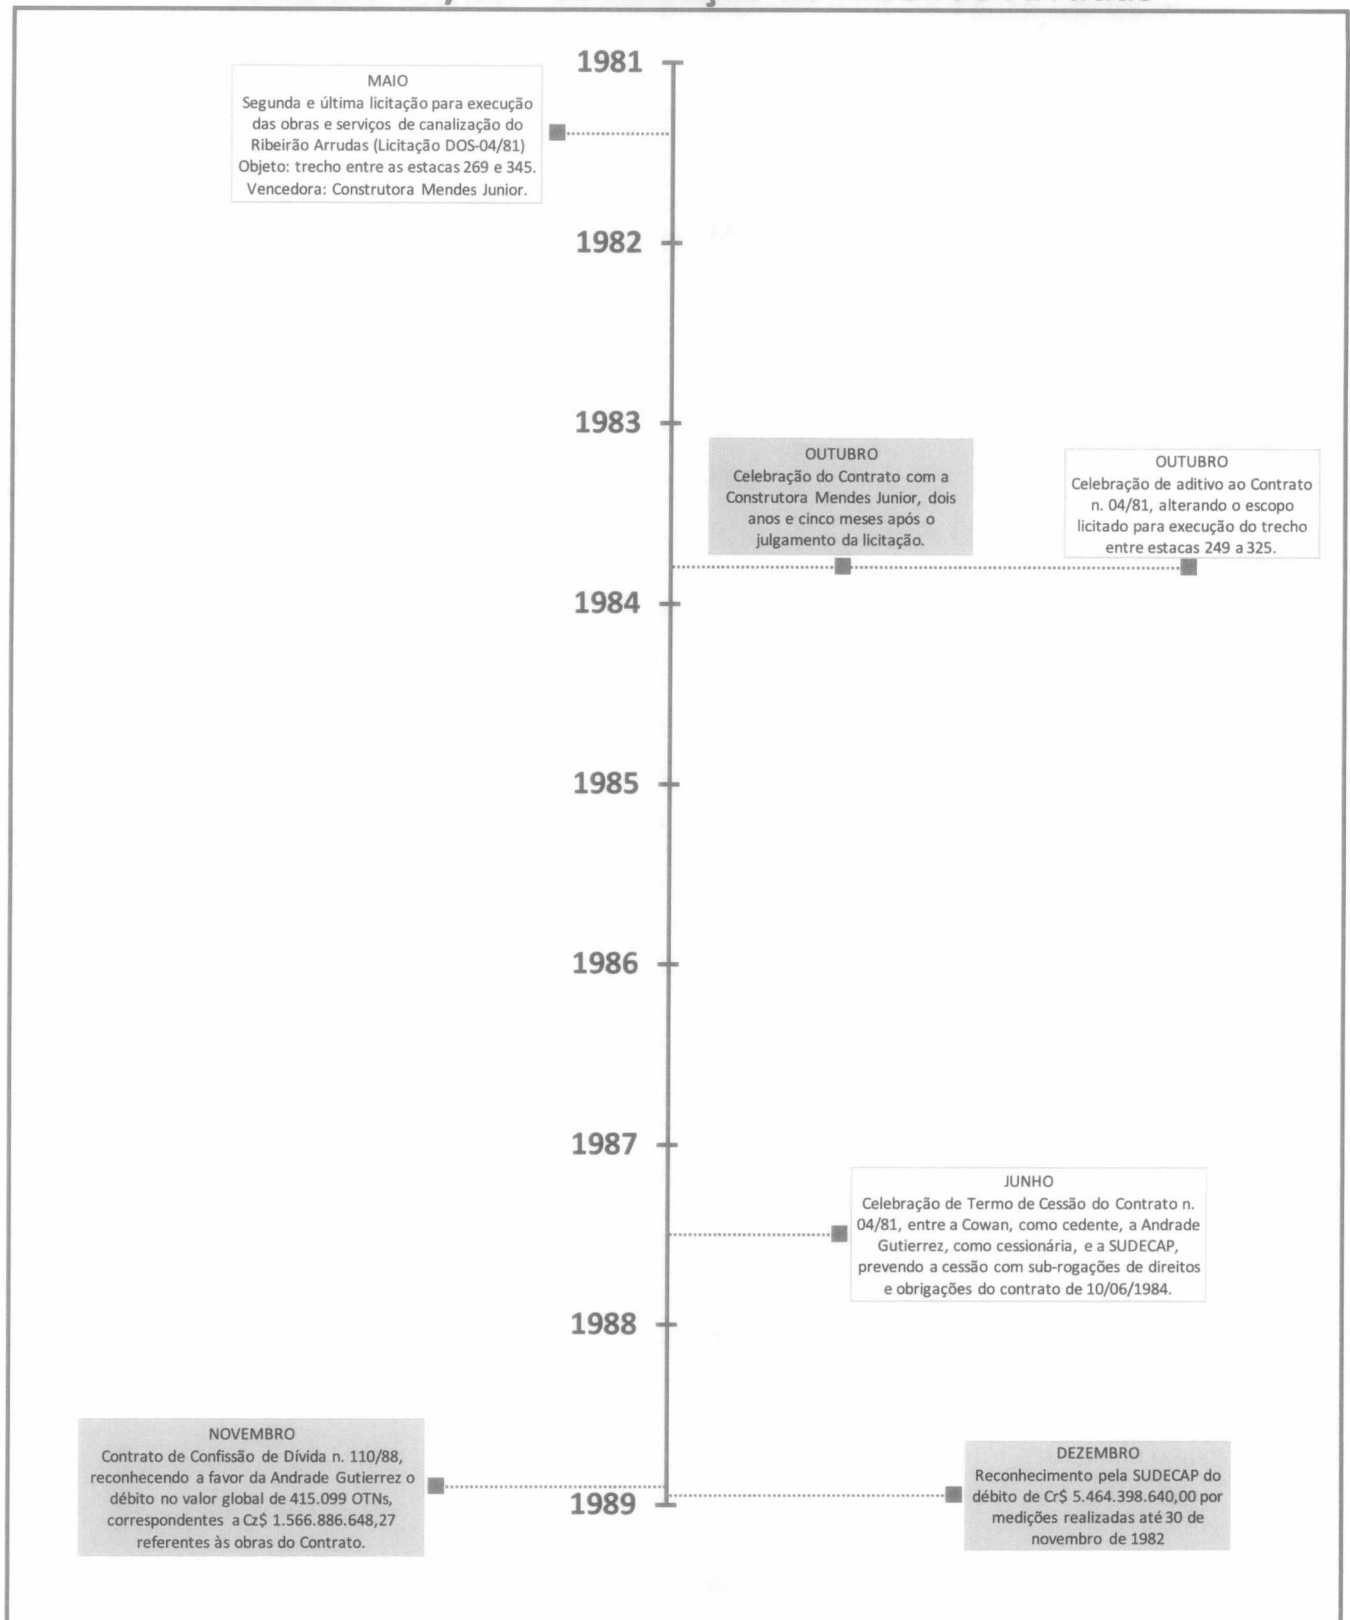 1981
MAIO
Segunda e última licitação para execução
das obras e serviços de canalização do
Ribeirão Arrudas (Licitação DOS-04/81)
Objeto: trecho entre as estacas 269 e 345.
Vencedora: Construtora Mendes Junior.
1982
1983
OUTUBRO
Celebração do Contrato com a
Construtora Mendes Junior, dois
anos e cinco meses após o
julgamento da licitação.
OUTUBRO
Celebração de aditivo ao Contrato
n. 04/81, alterando o escopo
licitado para execução do trecho
entre estacas 249 a 325.
1984
1985
1986
1987
JUNHO
Celebração de Termo de Cessão do Contrato n.
04/81, entre a Cowan, como cedente, a Andrade
Gutierrez, como cessionária, e a SUDECAP,
prevendo a cessão com sub-rogações de direitos
e obrigações do contrato de 10/06/1984.
1988
NOVEMBRO
Contrato de Confissão de Dívida n. 110/88,
reconhecendo a favor da Andrade Gutierrez o
débito no valor global de 415.099 OTNs,
correspondentes a Cz$ 1.566.886.648,27
referentes às obras do Contrato.
DEZEMBRO
Reconhecimento pela SUDECAP do
débito de Cr$ 5.464.398.640,00 por
medições realizadas até 30 de
novembro de 1982
1989